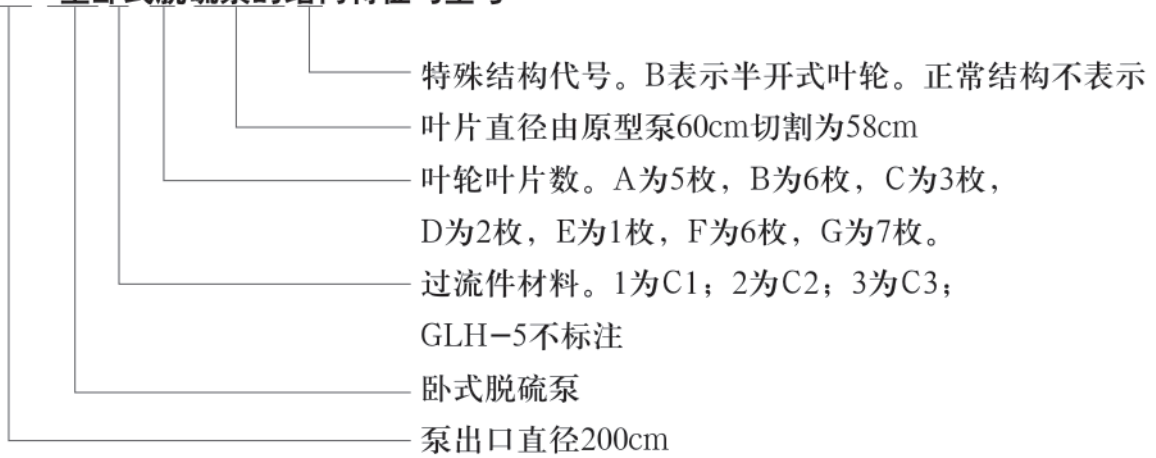 特殊结构代号。B表示半开式叶轮。正常结构不表示
叶片直径由原型泵60cm切割为58cm
叶轮叶片数。A为5枚，B为6枚，C为3枚，
D为2枚，E为1枚，F为6枚，G为7枚。
过流件材料。1为C1；2为C2；3为C3；
GLH-5不标注
卧式脱硫泵
泵出口直径200cm